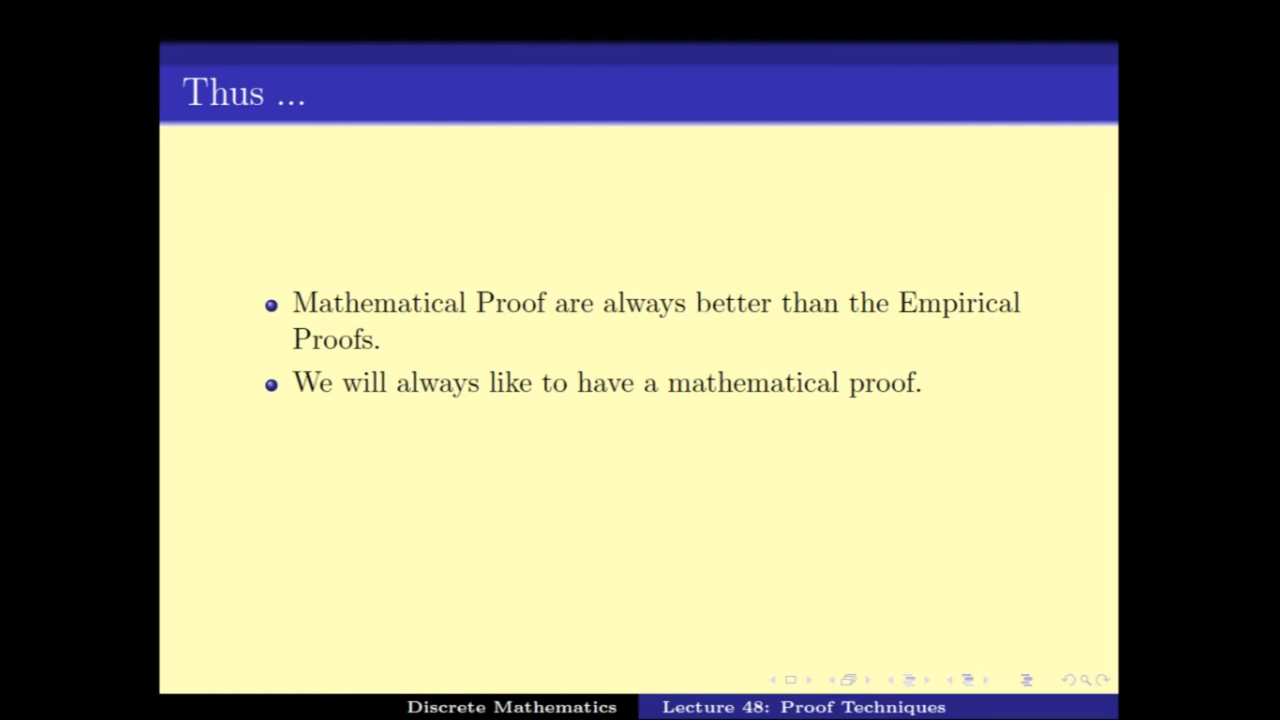 Thus ...
Mathematical Proof are always better than the Empirical
Proofs.
We will always like to have a mathematical proof.
Discrete Mathematics
Lecture 48: Proof Techniques